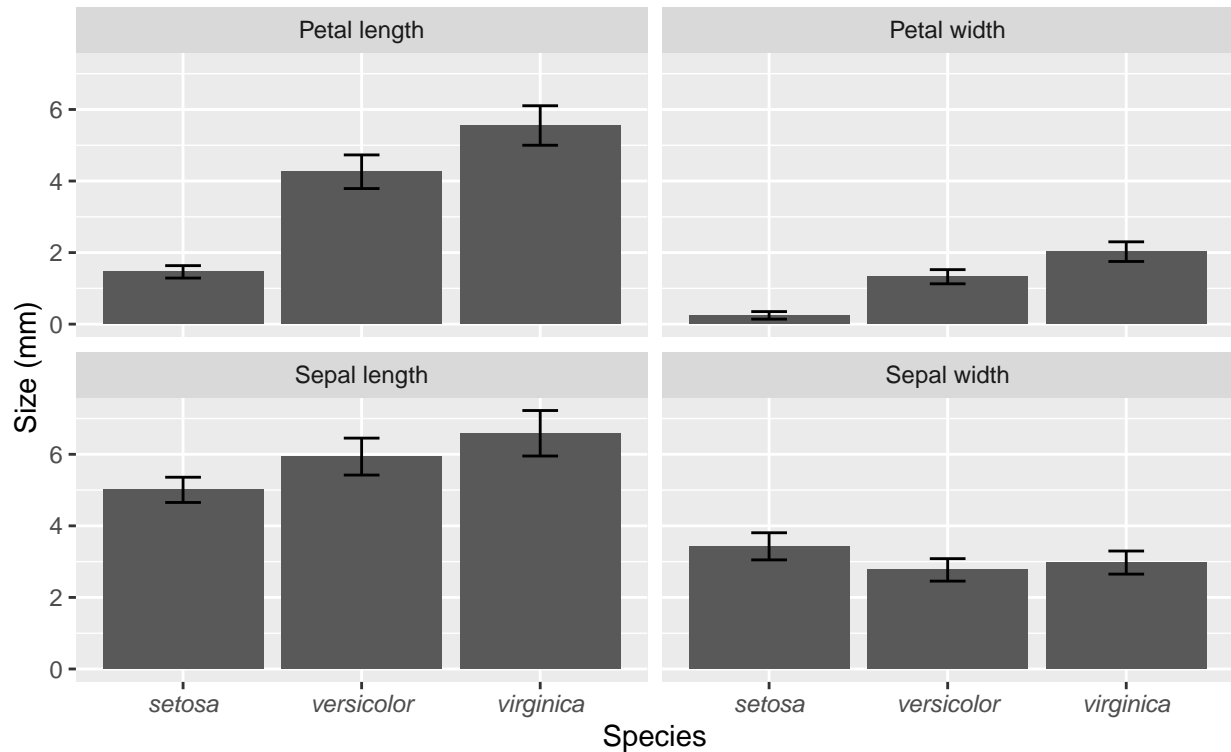 Petal length
Petal width
6
4
2
0
Sepal length
Sepal width
6
4
2
0
Size (mm)
setosa
versicolor
virginica
setosa
versicolor
virginica
Species